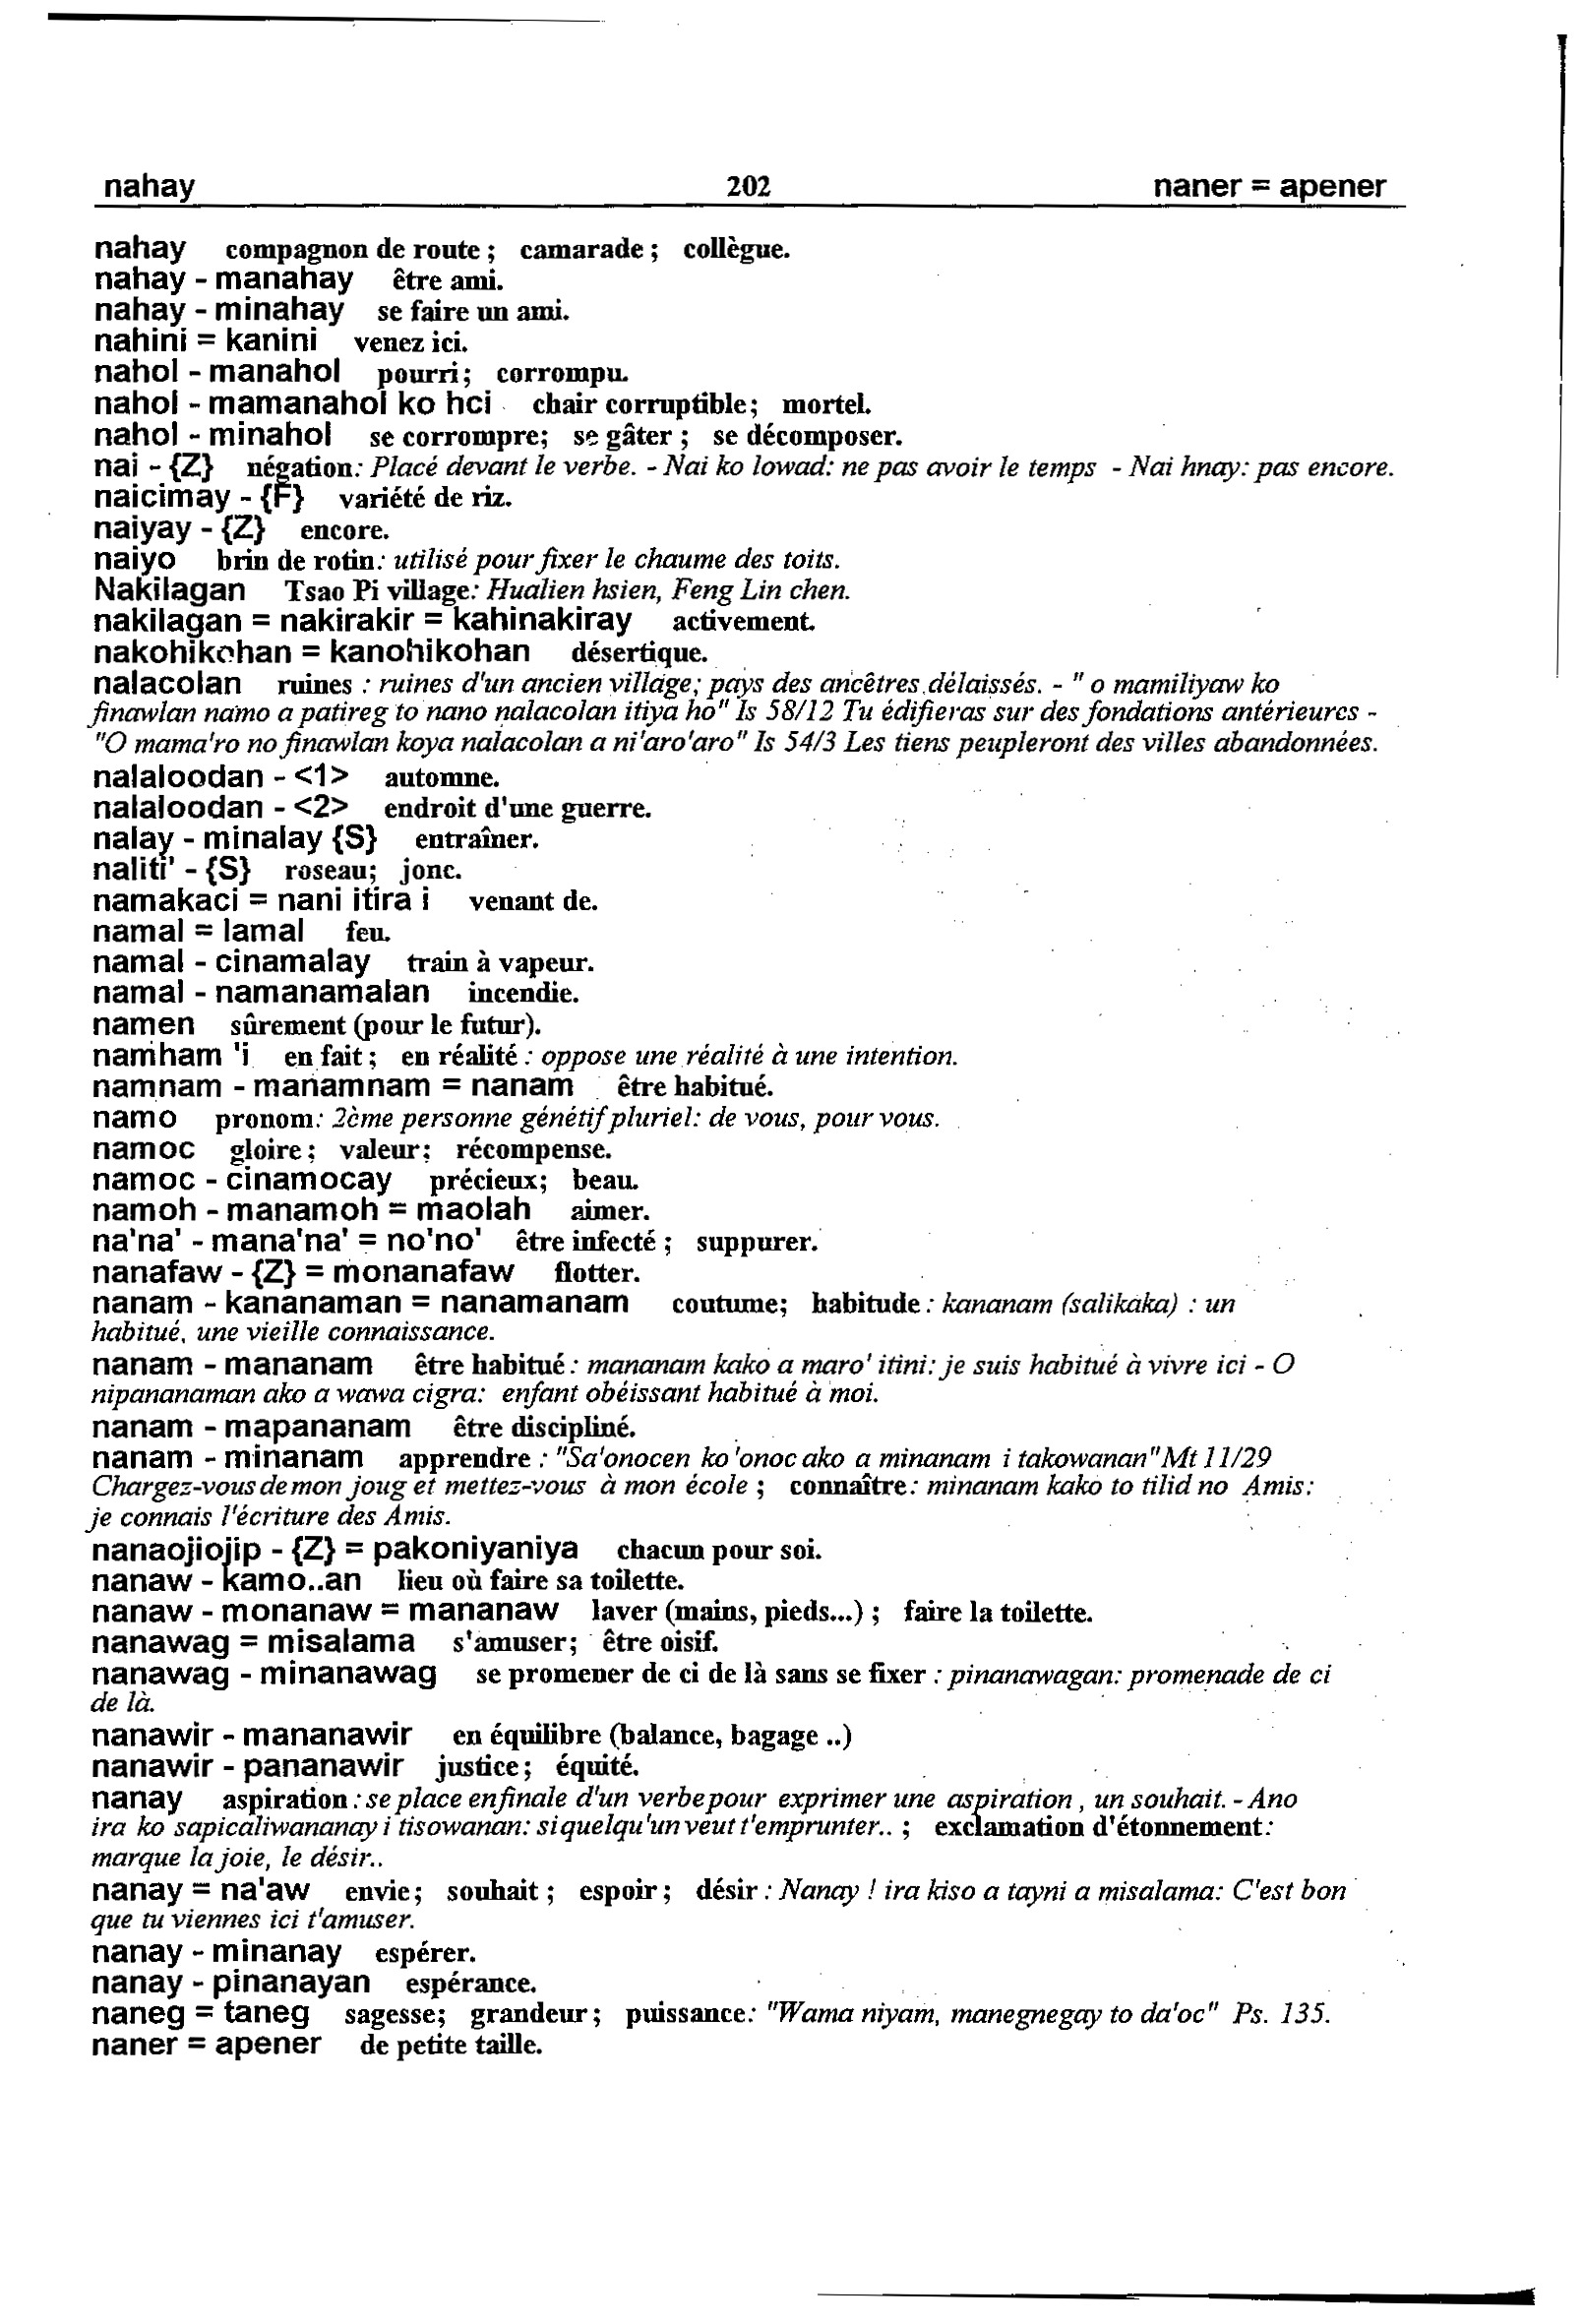 nahay 202 naner = apener
nahay compagnon de route ; camarade ; collègue.
nahay - manahay être ami.
nahay - minahay se faire un ami.
nahini = kanini venez ici.
nahol - manahol pourri; corrompu.
nahol - mamanahol ko hci chair corruptible; mortel.
nahol - minahol se corrompre; se gâter ; se décomposer.
nai - {Z} négation: Placé devant le verbe. - Nai ko lowad: ne pas avoir le temps - Nai hnay: pas encore.
naicimay - {F} variété de riz.
naiyay - {Z} encore.
naiyo brin de rotin: utilisé pour fixer le chaume des toits.
Nakilagan Tsao Pi village: Hualien hsien, Feng Lin chen.
nakilagan = nakirakir = kahinakiray activement.
nakohikohan = kanohikohan désertique.
nalacolan ruines : ruines d'un ancien village; pays des ancêtres délaissés. - " o mamiliyaw ko
finawlan namo a patireg to nano nalacolan itiya ho" Is 58/12 Tu édifieras sur des fondations antérieures -
"O mama'ro no finawlan koya nalacolan a ni'aro'aro" Is 54/3 Les tiens peupleront des villes abandonnées.
nalaloodan - <1> automne.
nalaloodan - <2> endroit d'une guerre.
nalay - minalay {S} entraîner.
naliti' - {S} roseau; jonc.
namakaci = nani itira i venant de.
namal = lamal feu.
namal - cinamalay train à vapeur.
namal - namanamalan incendie.
namen sûrement (pour le futur).
namham 'i en fait ; en réalité : oppose une réalité à une intention.
namnam - manamnam = nanam être habitué.
namo pronom: 2ème personne génétif pluriel: de vous, pour vous.
namoc gloire ; valeur; récompense.
namoc - cinamocay précieux; beau.
namoh - manamoh = maolah aimer.
na'na' - mana'na' = no'no' être infecté ; suppurer.
nanafaw - {Z} = monanafaw flotter.
nanam - kananaman = nanamanam coutume; habitude : kananam (salikaka) : un
habitué, une vieille connaissance.
nanam - mananam être habitué : mananam kako a maro' itini: je suis habitué à vivre ici - O
nipananaman ako a wawa cigra: enfant obéissant habitué à moi.
nanam - mapananam être discipliné.
nanam - minanam apprendre : "Sa'onocen ko 'onoc ako a minanam i takowanan" Mt 11/29
Chargez-vous de mon joug et mettez-vous à mon école ; connaître: minanam kako to tilid no Amis:
je connais l'écriture des Amis.
nanaojiojip - {Z} = pakoniyaniya chacun pour soi.
nanaw - kamo..an lieu où faire sa toilette.
nanaw - monanaw = mananaw laver (mains, pieds...) ; faire la toilette.
nanawag = misalama s'amuser; être oisif.
nanawag - minanawag se promener de ci de là sans se fixer : pinanawagan: promenade de ci
de là.
nanawir - mananawir en équilibre (balance, bagage ..)
nanawir - pananawir justice ; équité.
nanay aspiration : se place en finale d'un verbe pour exprimer une aspiration , un souhait. - Ano
ira ko sapicaliwananay i tisowanan: si quelqu'un veut t'emprunter.. ; exclamation d'étonnement:
marque la joie, le désir..
nanay = na'aw envie ; souhait ; espoir ; désir : Nanay ! ira kiso a tayni a misalama: C'est bon
que tu viennes ici t'amuser.
nanay - minanay espérer.
nanay - pinanayan espérance.
naneg = taneg sagesse; grandeur ; puissance: "Wama niyam, manegnegay to da'oc" Ps. 135.
naner = apener de petite taille.